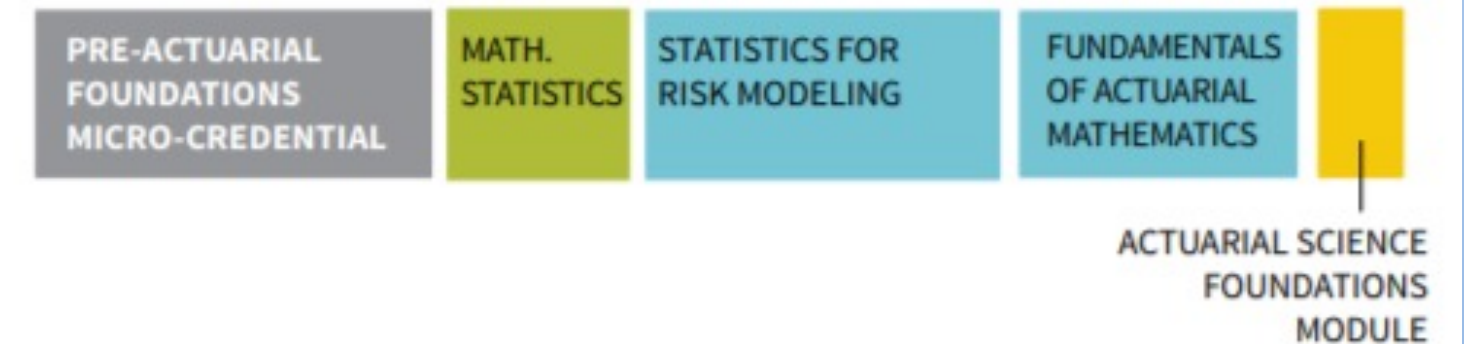 PRE-ACTUARIAL
FOUNDATIONS
MICRO-CREDENTIAL
MATH.
STATISTICS
STATISTICS FOR
RISK MODELING
FUNDAMENTALS
OF ACTUARIAL
MATHEMATICS
ACTUARIAL SCIENCE
FOUNDATIONS
MODULE